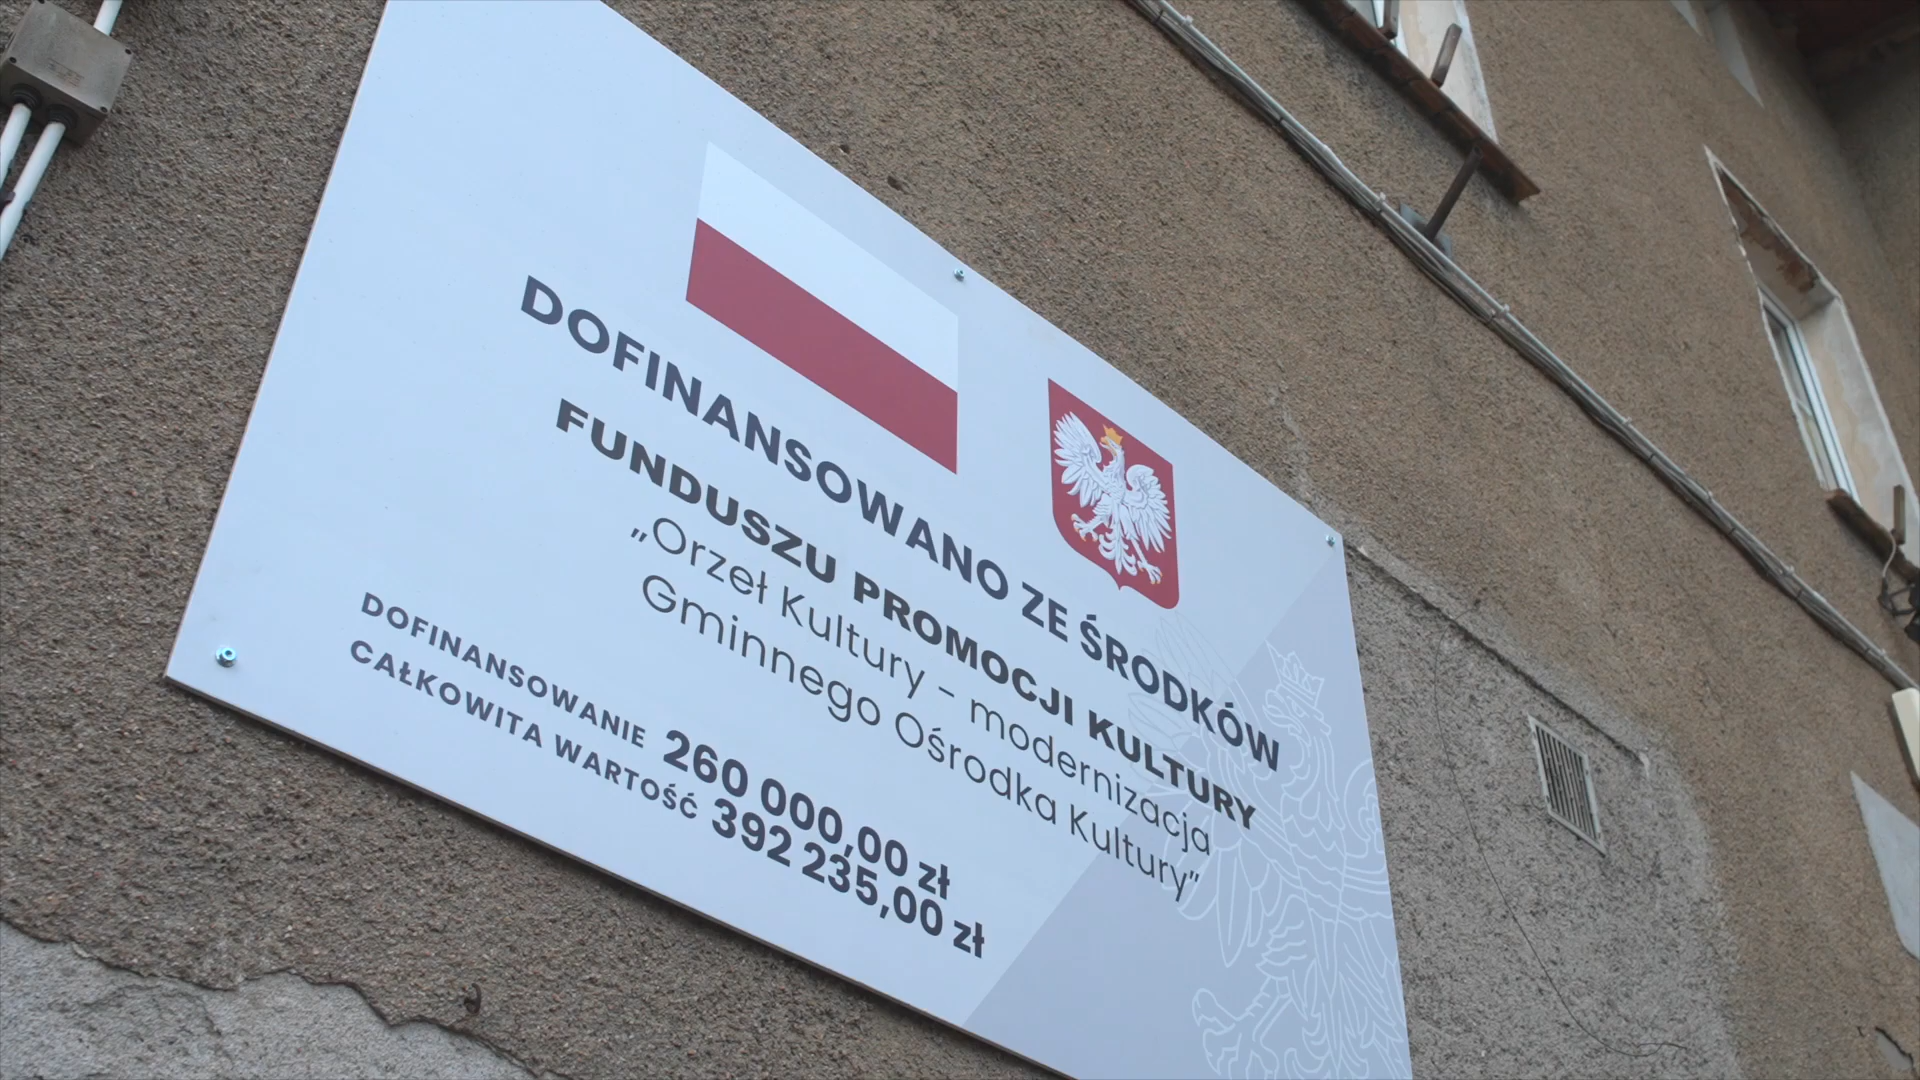 DOFINANSOWANO ZE ŚRODKÓW
FUNDUSZU PROMOCJI KULTURY
„Orzeł Kultury - modernizacja
Gminnego Ośrodka Kultury”
DOFINANSOWANIE 260 000,00 zł
CAŁKOWITA WARTOŚĆ 392 235,00 zł